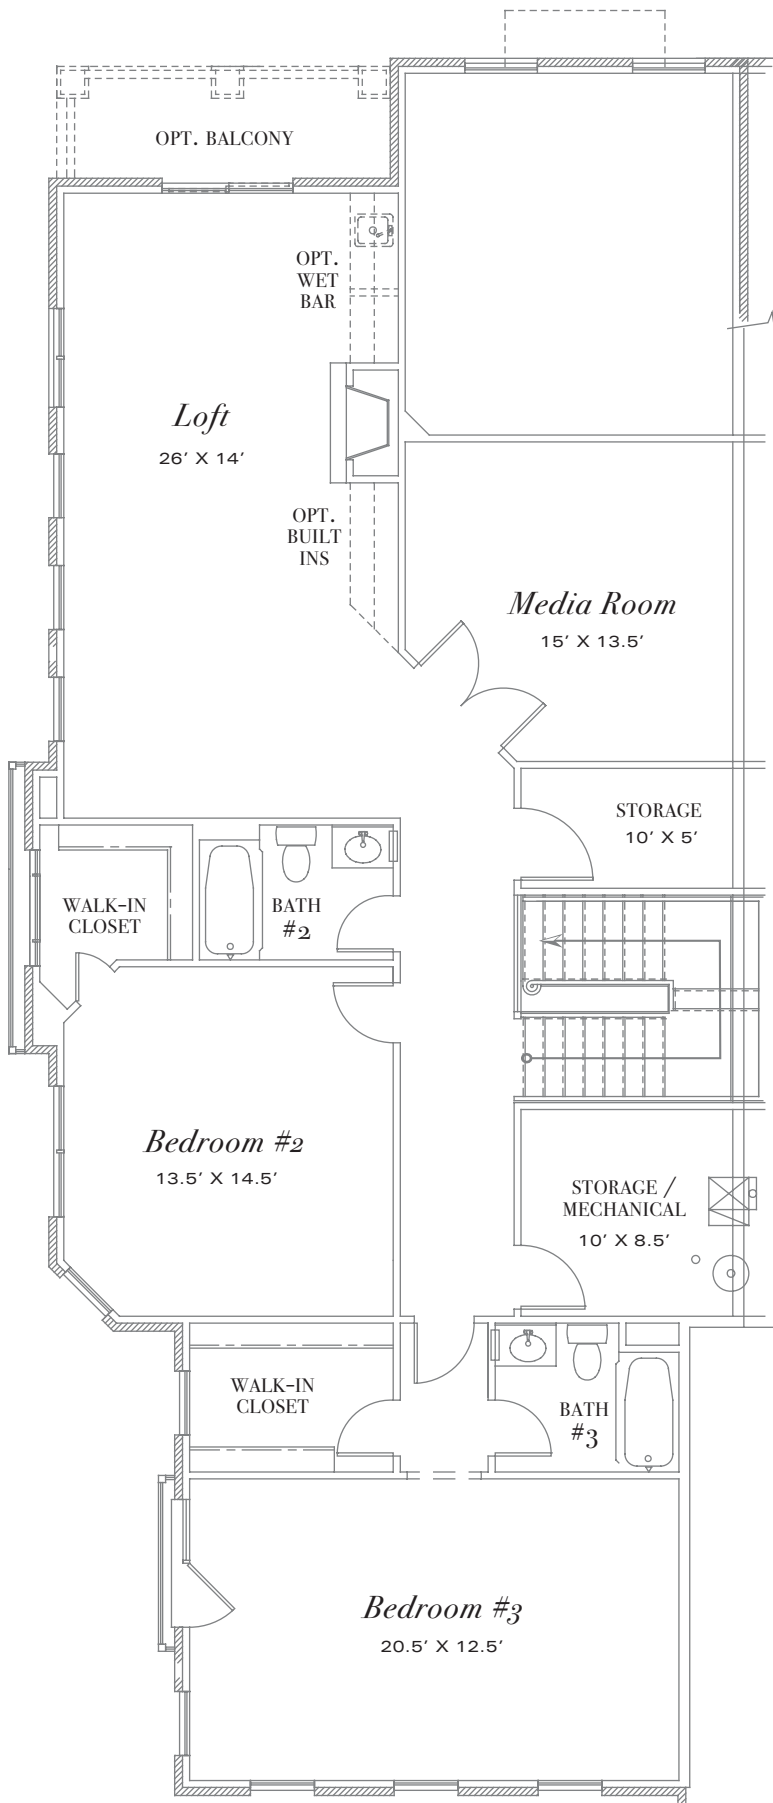 OPT. BALCONY
OPT.
WET
BAR
Loft
26' X 14'
OPT.
BUILT
INS
Media Room
15' X 13.5'
STORAGE
10' X 5'
WALK-IN
CLOSET
BATH
#2
Bedroom #2
13.5' X 14.5'
STORAGE /
MECHANICAL
10' X 8.5'
WALK-IN
CLOSET
BATH
#3
Bedroom #3
20.5' X 12.5'